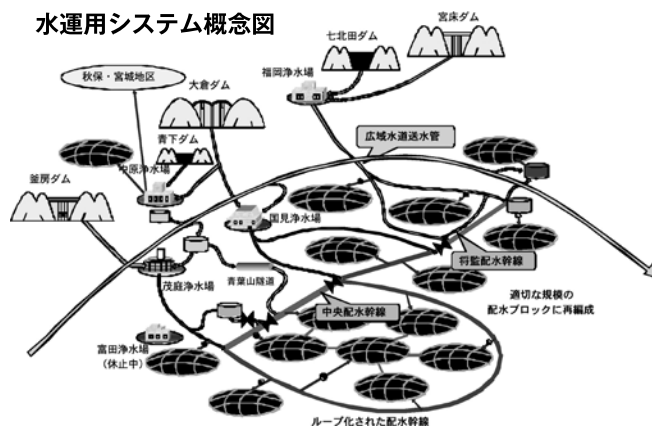 水運用システム概念図
宮床ダム
七北田ダム
福岡浄水場
秋保・宮城地区
大倉ダム
青下ダム
広域水道送水管
中原浄水場
釜房ダム
国見浄水場
将監配水幹線
青葉山隧道
茂庭浄水場
適切な規模の
配水ブロックに再編成
中央配水幹線
富田浄水場
（休止中）
ループ化された配水幹線